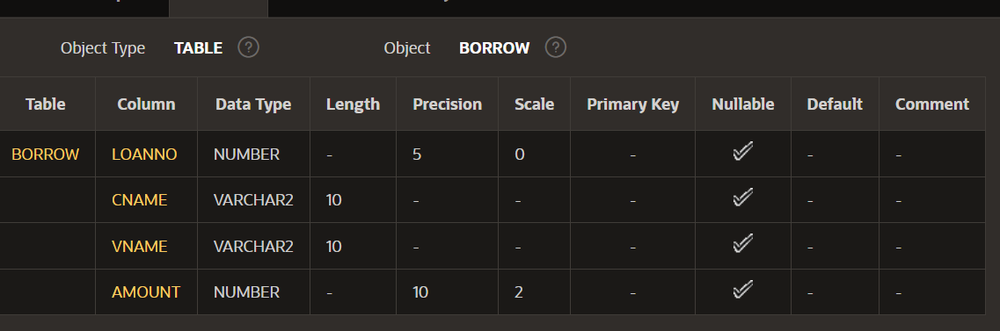 Object Type TABLE ? Object BORROW ?
Table Column Data Type Length Precision Scale Primary Key Nullable Default Comment
BORROW LOANNO NUMBER - 5 0 - - -
CNAME VARCHAR2 10 - - - - -
VNAME VARCHAR2 10 - - - - -
AMOUNT NUMBER - 10 2 - - -